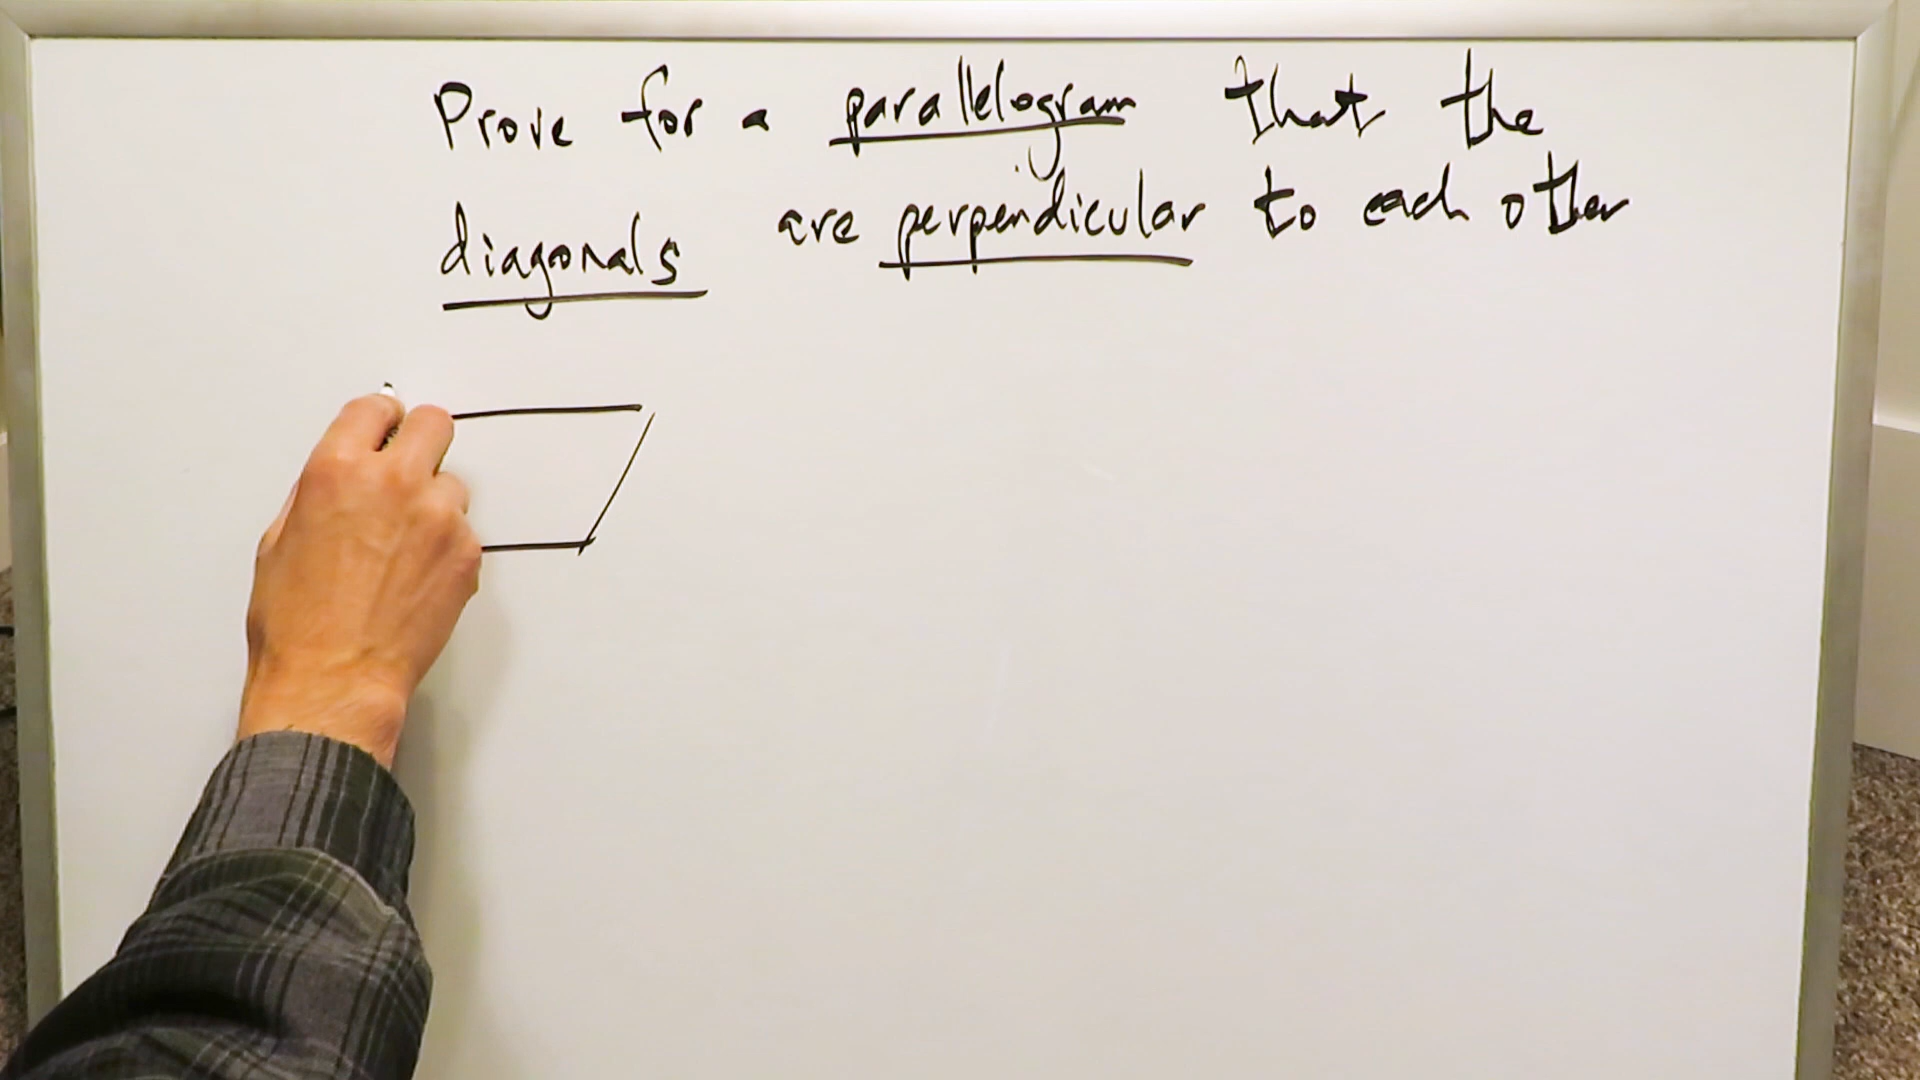 Prove for a parallelogram that the
diagonals are perpendicular to each other